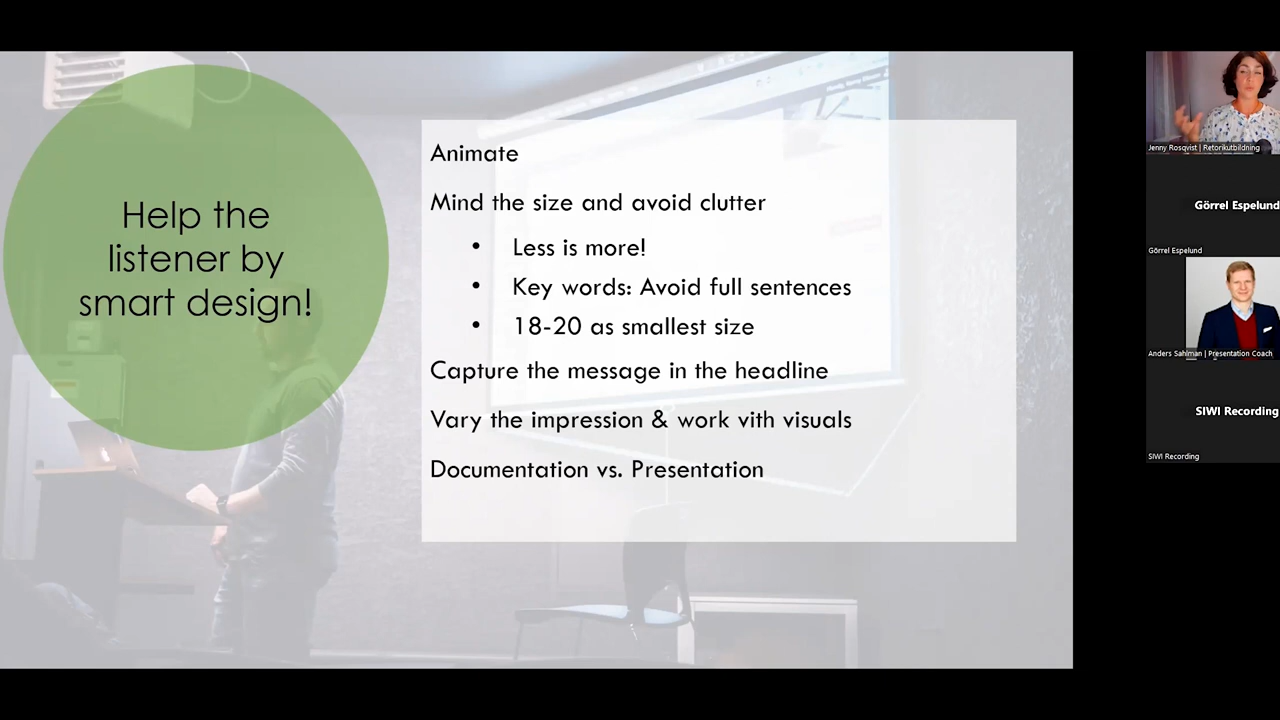 Help the
listener by
smart design!
Animate
Mind the size and avoid clutter
• Less is more!
• Key words: Avoid full sentences
• 18-20 as smallest size
Capture the message in the headline
Vary the impression & work vith visuals
Documentation vs. Presentation
Jenny Rosqvist | Retorikutbildning
Görrel Espelund
Görrel Espelund
Anders Sahlman | Presentation Coach
SIWI Recording
SIWI Recording